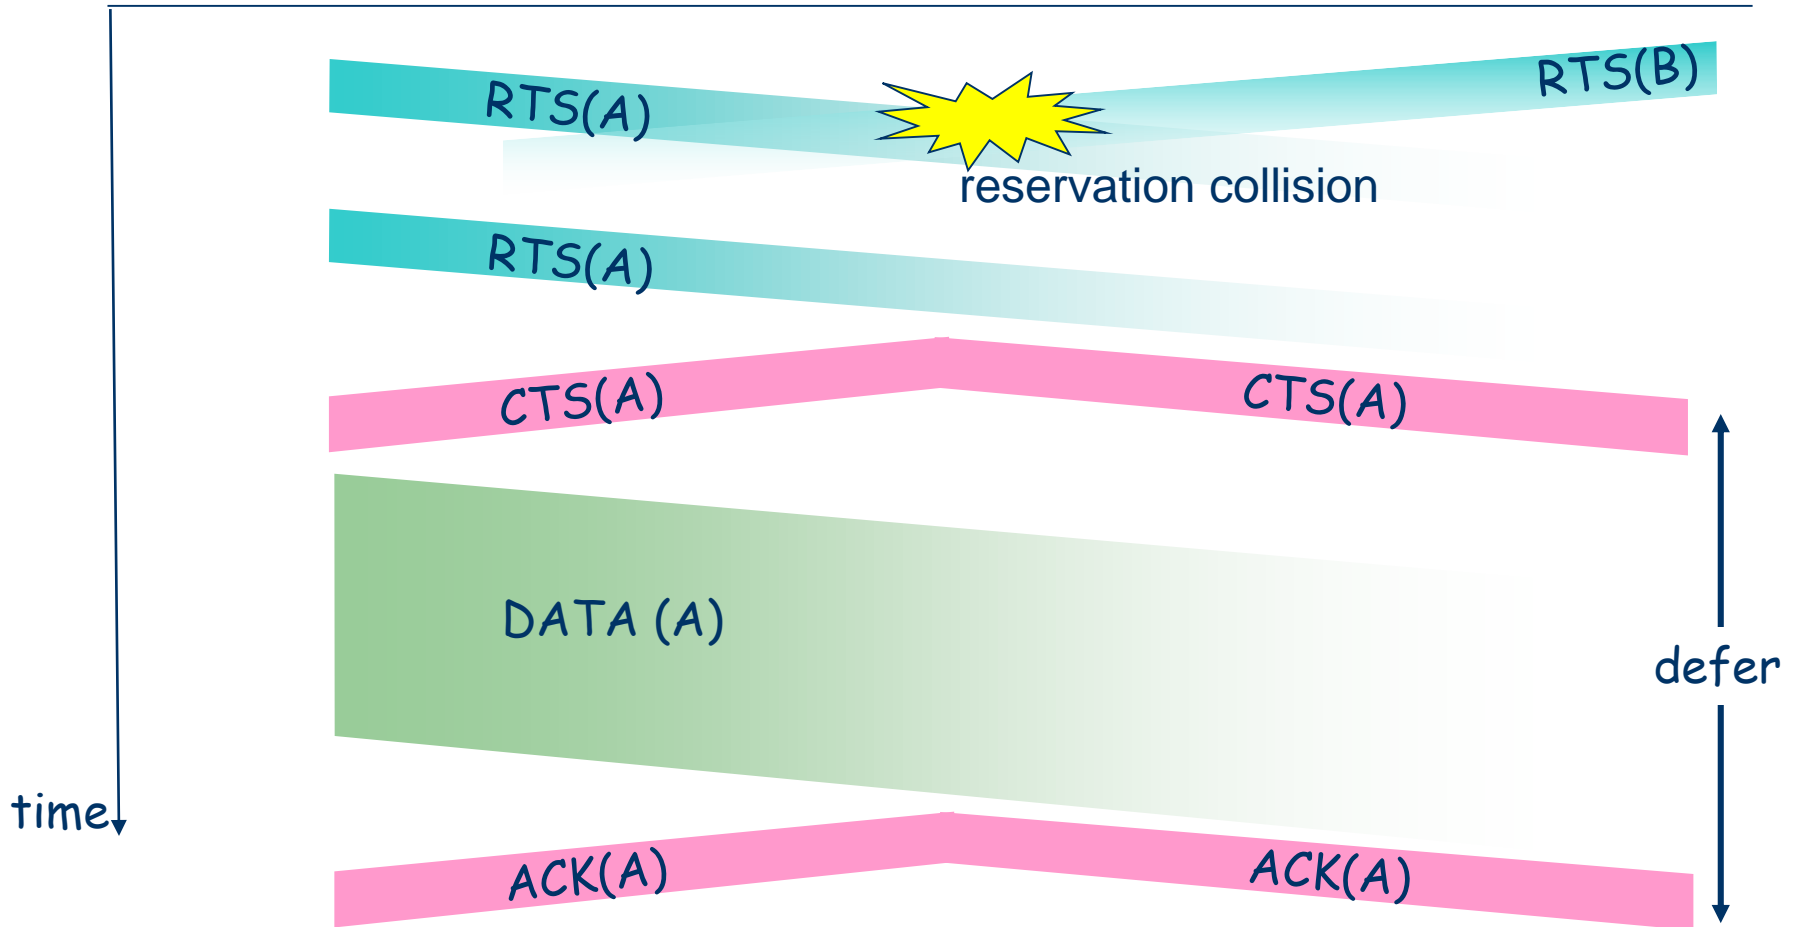 RTS(A)
RTS(B)
reservation collision
RTS(A)
CTS(A)
CTS(A)
DATA (A)
defer
time
ACK(A)
ACK(A)